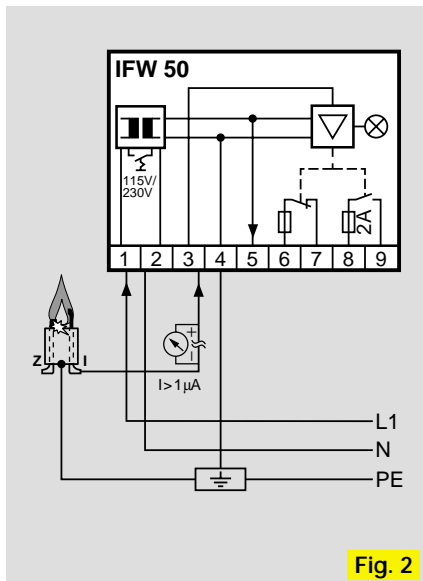 IFW 50
115V/
230V
2A
1 2 3 4 5 6 7 8 9
+
–
Z I
I>1µA
L1
N
PE
Fig. 2